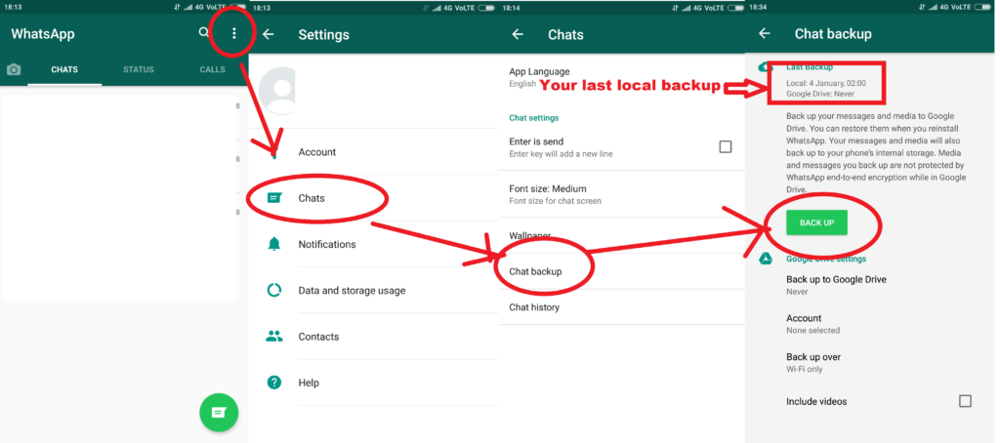 18:13
4G VoLTE
WhatsApp
CHATS STATUS CALLS
8
8
8
18:13
4G VoLTE
Settings
Account
Chats
Notifications
Data and storage usage
Contacts
Help
18:14
4G VoLTE
Chats
App Language
English
Chat settings
Enter is send
Enter key will add a new line
Font size: Medium
Font size for chat screen
Wallpaper
Chat backup
Chat history
Your last local backup
18:34
4G VoLTE
Chat backup
Last Backup
Local: 4 January, 02:00
Google Drive: Never
Back up your messages and media to Google
Drive. You can restore them when you reinstall
WhatsApp. Your messages and media will also
back up to your phone's internal storage. Media
and messages you back up are not protected by
WhatsApp end-to-end encryption while in Google
Drive.
BACK UP
Google Drive settings
Back up to Google Drive
Never
Account
None selected
Back up over
Wi-Fi only
Include videos